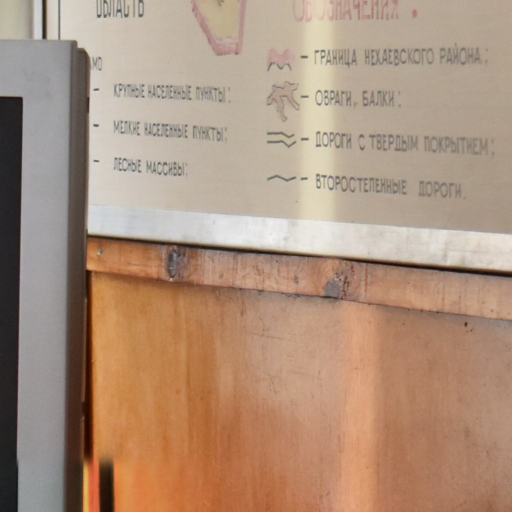 ОБЛАСТЬ
ОБОЗНАЧЕНИЯ.
МО
- КРУПНЫЕ НАСЕЛЕННЫЕ ПУНКТЫ;
- МЕЛКИЕ НАСЕЛЕННЫЕ ПУНКТЫ;
- ЛЕСНЫЕ МАССИВЫ;
- ГРАНИЦА НЕХАЕВСКОГО РАЙОНА;
- ОВРАГИ, БАЛКИ;
- ДОРОГИ С ТВЕРДЫМ ПОКРЫТИЕМ;
- ВТОРОСТЕПЕННЫЕ ДОРОГИ.